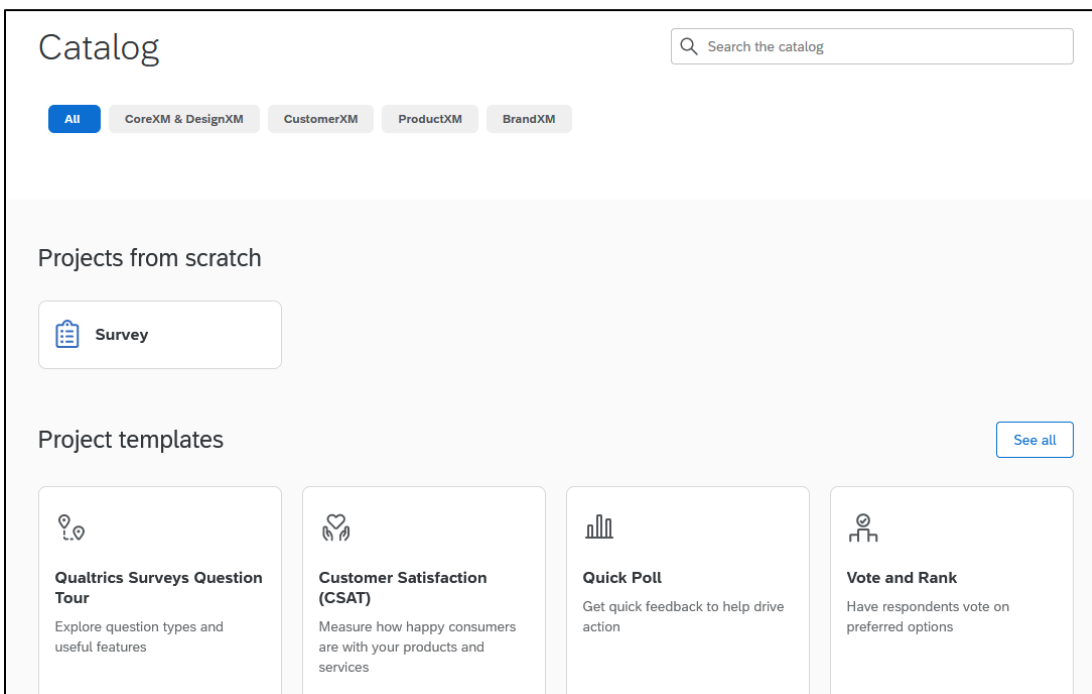 Catalog
Search the catalog
All
CoreXM & DesignXM
CustomerXM
ProductXM
BrandXM
Projects from scratch
Survey
Project templates
See all
Qualtrics Surveys Question
Tour
Explore question types and
useful features
Customer Satisfaction
(CSAT)
Measure how happy consumers
are with your products and
services
Quick Poll
Get quick feedback to help drive
action
Vote and Rank
Have respondents vote on
preferred options